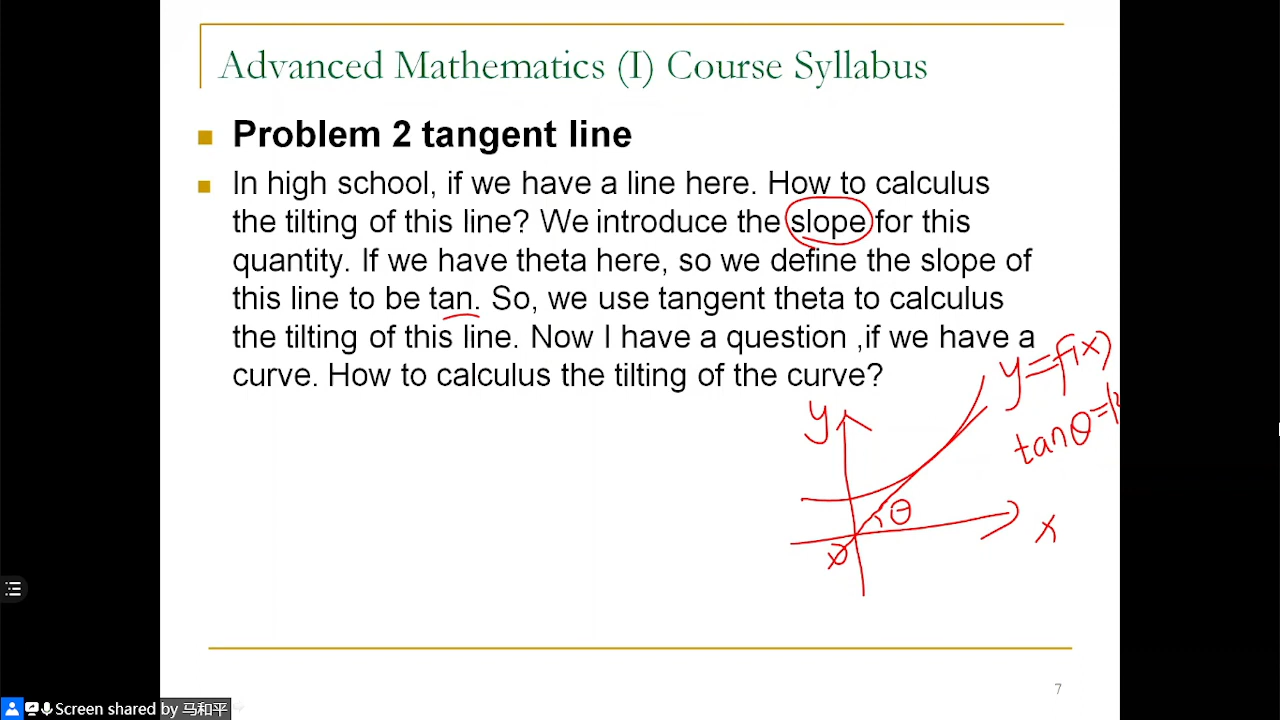 Advanced Mathematics (I) Course Syllabus
Problem 2 tangent line
In high school, if we have a line here. How to calculus
the tilting of this line? We introduce the slope for this
quantity. If we have theta here, so we define the slope of
this line to be tan. So, we use tangent theta to calculus
the tilting of this line. Now I have a question ,if we have a
curve. How to calculus the tilting of the curve?
y=f(x)
tanθ=k
y
θ
x
7
Screen shared by 马和平